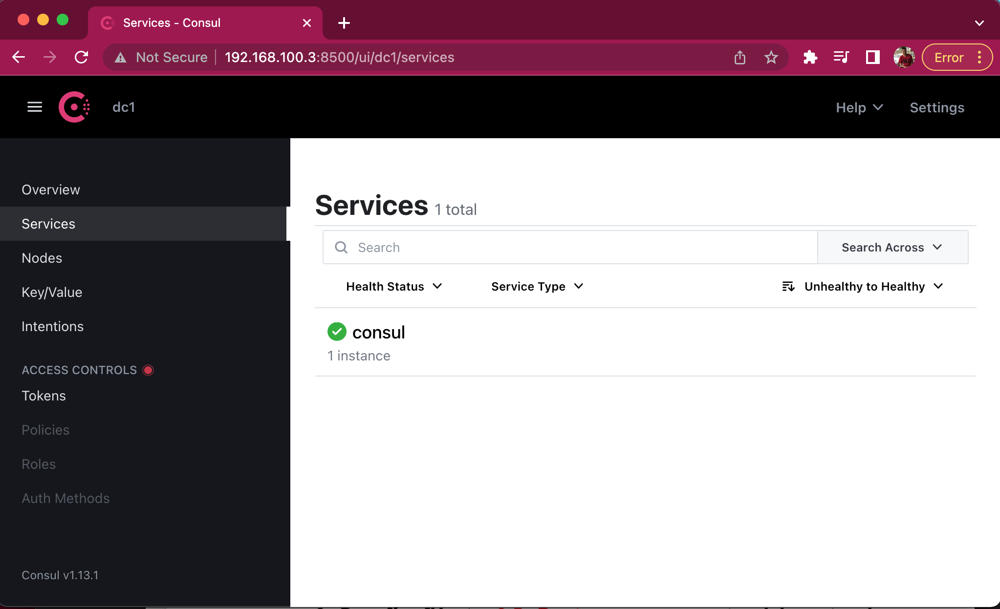 Services - Consul
Not Secure 192.168.100.3:8500/ui/dc1/services
Error
dc1
Help
Settings
Overview
Services
Nodes
Key/Value
Intentions
ACCESS CONTROLS
Tokens
Policies
Roles
Auth Methods
Consul v1.13.1
Services 1 total
Search
Search Across
Health Status
Service Type
Unhealthy to Healthy
consul
1 instance